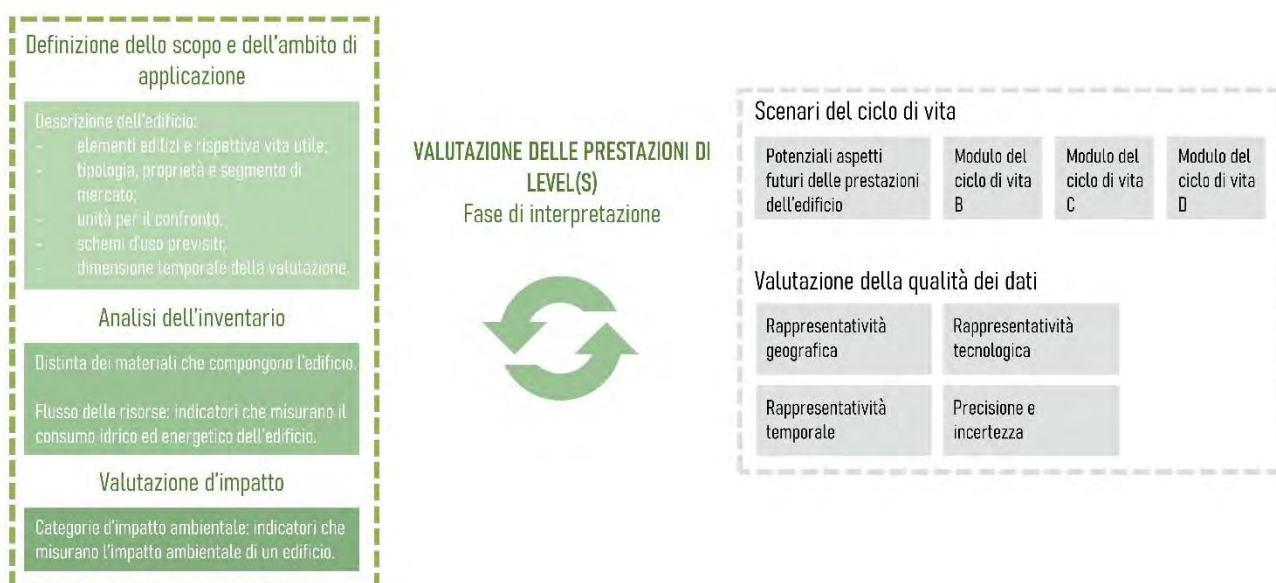 Definizione dello scopo e dell'ambito di
applicazione
Descrizione dell'edificio:
- elementi edilizi e rispettiva vita utile;
- tipologia, proprietà e segmento di
mercato;
- unità per il confronto;
- schemi d'uso previsitr;
- dimensione temporale della valutazione.
Analisi dell'inventario
Distinta dei materiali che compongono l'edificio.
Flusso delle risorse: indicatori che misurano il
consumo idrico ed energetico dell'edificio.
Valutazione d'impatto
Categorie d'impatto ambientale: indicatori che
misurano l'impatto ambientale di un edificio.
VALUTAZIONE DELLE PRESTAZIONI DI
LEVEL(S)
Fase di interpretazione
Scenari del ciclo di vita
Potenziali aspetti
futuri delle prestazioni
dell'edificio
Modulo del
ciclo di vita
B
Modulo del
ciclo di vita
C
Modulo del
ciclo di vita
D
Valutazione della qualità dei dati
Rappresentatività
geografica
Rappresentatività
tecnologica
Rappresentatività
temporale
Precisione e
incertezza